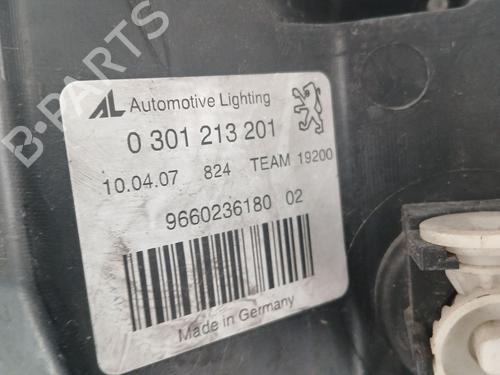 B-PARTS
AL Automotive Lighting
0 301 213 201
10.04.07 824 TEAM 19200
9660236180 02
Made in Germany